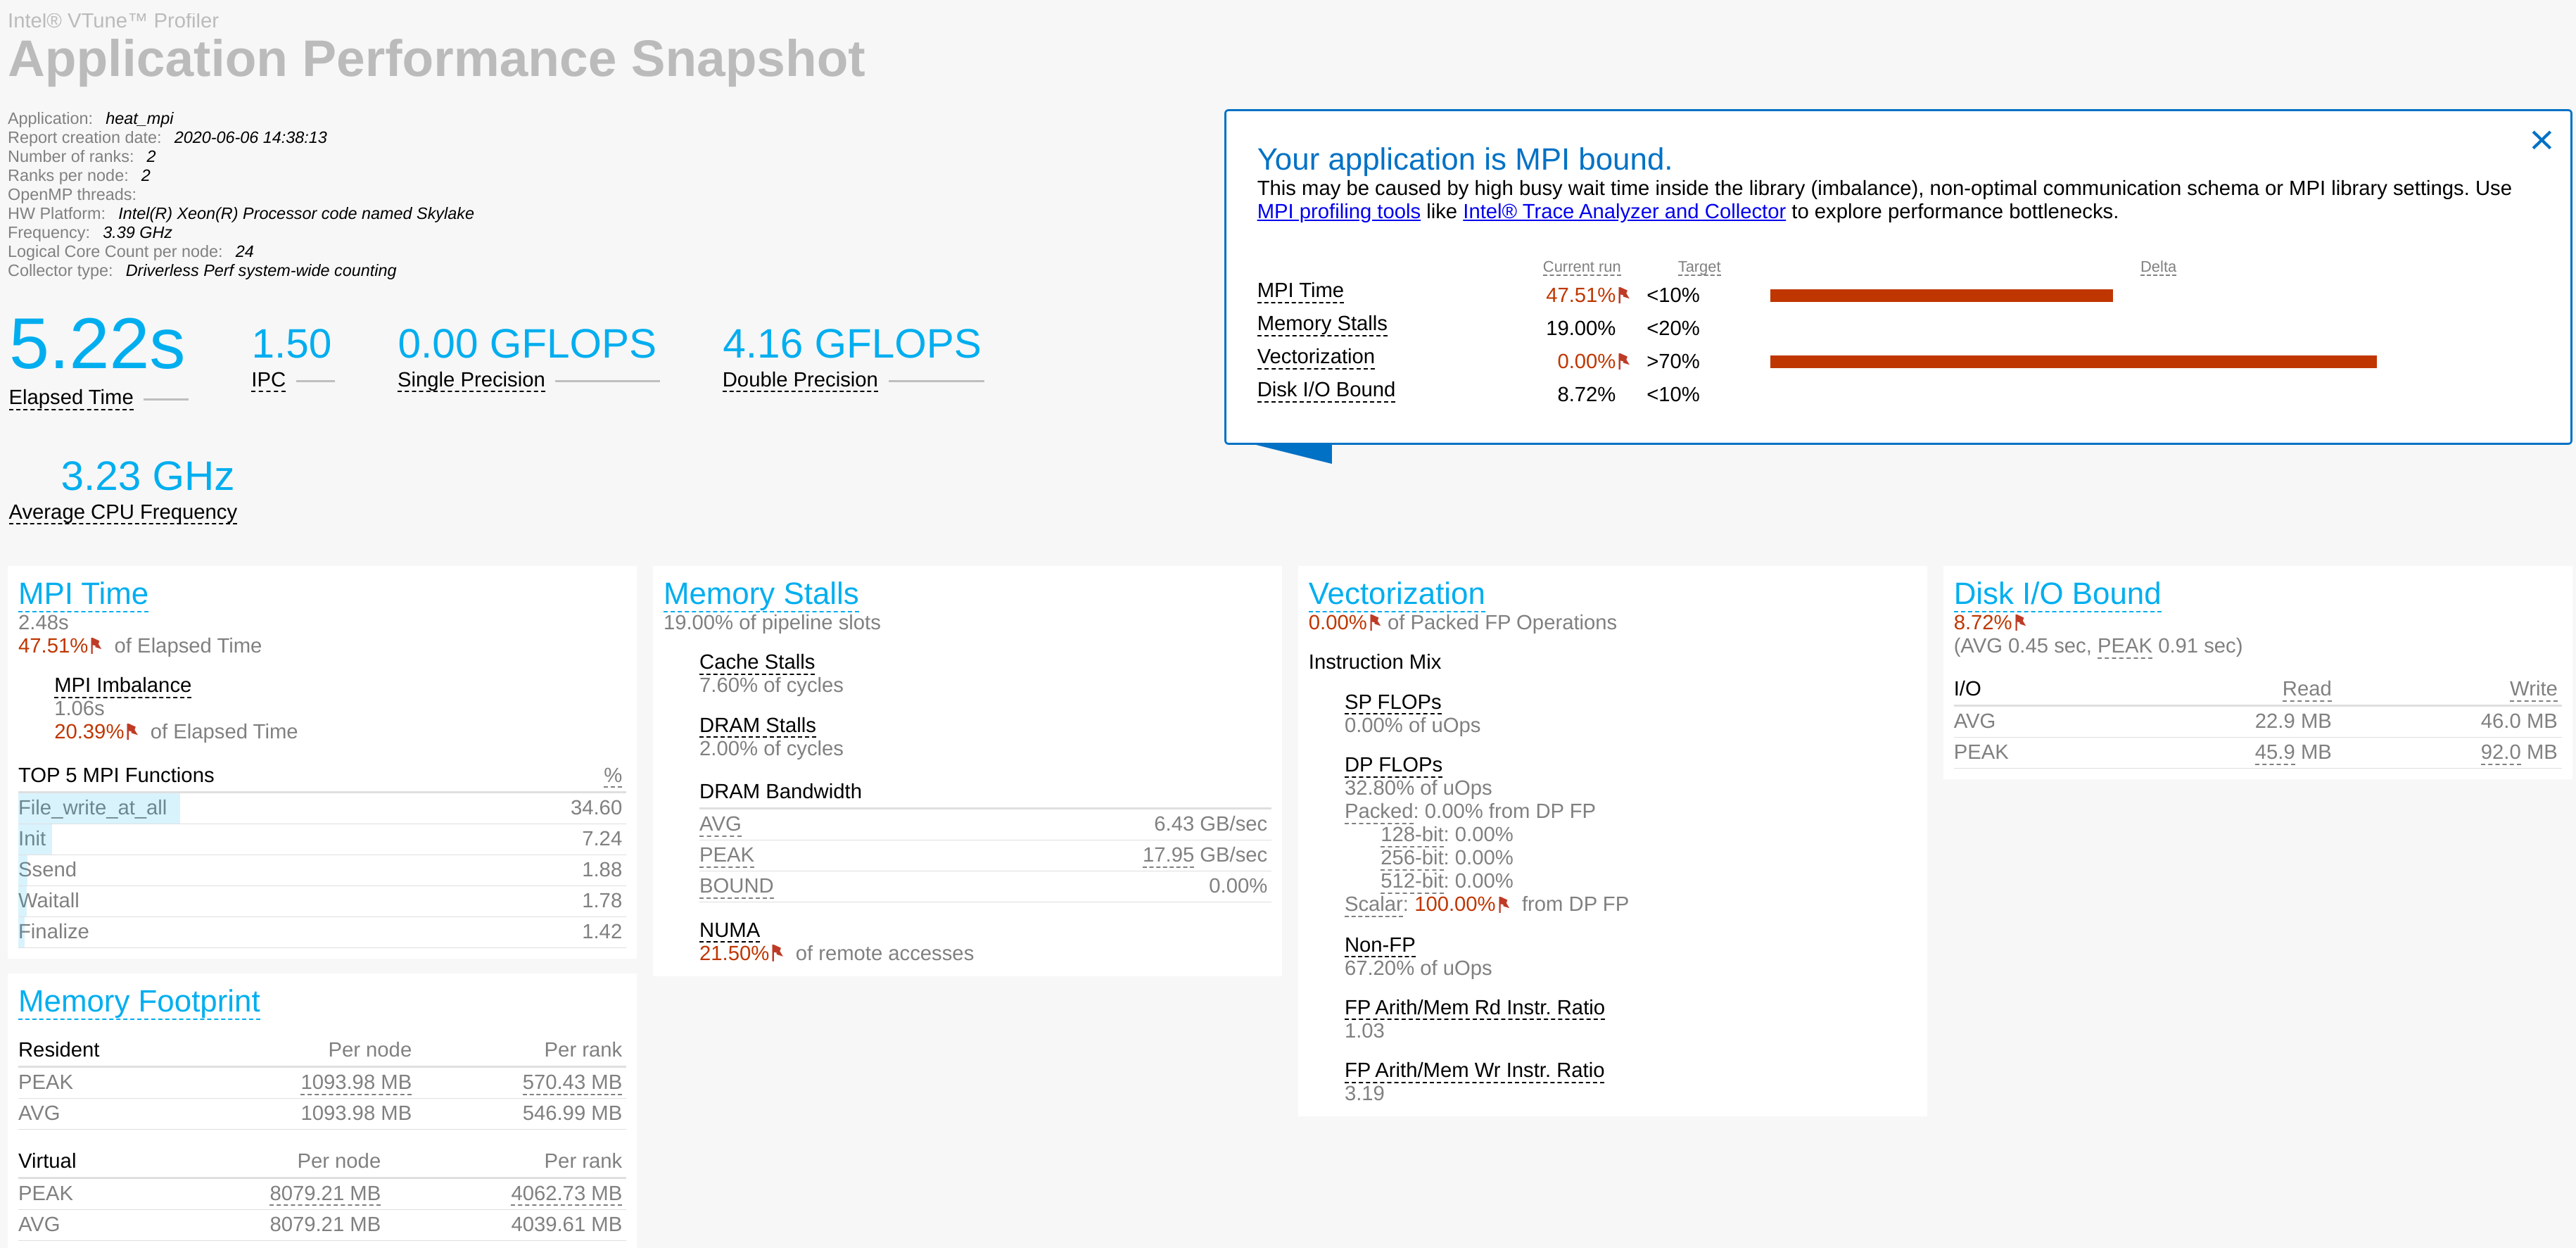 Intel® VTune™ Profiler
Application Performance Snapshot
Application: heat_mpi
Report creation date: 2020-06-06 14:38:13
Number of ranks: 2
Ranks per node: 2
OpenMP threads:
HW Platform: Intel(R) Xeon(R) Processor code named Skylake
Frequency: 3.39 GHz
Logical Core Count per node: 24
Collector type: Driverless Perf system-wide counting
5.22s
Elapsed Time
1.50
IPC
0.00 GFLOPS
Single Precision
4.16 GFLOPS
Double Precision
3.23 GHz
Average CPU Frequency
Your application is MPI bound.
This may be caused by high busy wait time inside the library (imbalance), non-optimal communication schema or MPI library settings. Use
MPI profiling tools like Intel® Trace Analyzer and Collector to explore performance bottlenecks.
Current run Target Delta
MPI Time 47.51% <10%
Memory Stalls 19.00% <20%
Vectorization 0.00% >70%
Disk I/O Bound 8.72% <10%
MPI Time
2.48s
47.51% of Elapsed Time
MPI Imbalance
1.06s
20.39% of Elapsed Time
TOP 5 MPI Functions %
File_write_at_all 34.60
Init 7.24
Ssend 1.88
Waitall 1.78
Finalize 1.42
Memory Footprint
Resident Per node Per rank
PEAK 1093.98 MB 570.43 MB
AVG 1093.98 MB 546.99 MB
Virtual Per node Per rank
PEAK 8079.21 MB 4062.73 MB
AVG 8079.21 MB 4039.61 MB
Memory Stalls
19.00% of pipeline slots
Cache Stalls
7.60% of cycles
DRAM Stalls
2.00% of cycles
DRAM Bandwidth
AVG 6.43 GB/sec
PEAK 17.95 GB/sec
BOUND 0.00%
NUMA
21.50% of remote accesses
Vectorization
0.00% of Packed FP Operations
Instruction Mix
SP FLOPs
0.00% of uOps
DP FLOPs
32.80% of uOps
Packed: 0.00% from DP FP
128-bit: 0.00%
256-bit: 0.00%
512-bit: 0.00%
Scalar: 100.00% from DP FP
Non-FP
67.20% of uOps
FP Arith/Mem Rd Instr. Ratio
1.03
FP Arith/Mem Wr Instr. Ratio
3.19
Disk I/O Bound
8.72%
(AVG 0.45 sec, PEAK 0.91 sec)
I/O Read Write
AVG 22.9 MB 46.0 MB
PEAK 45.9 MB 92.0 MB